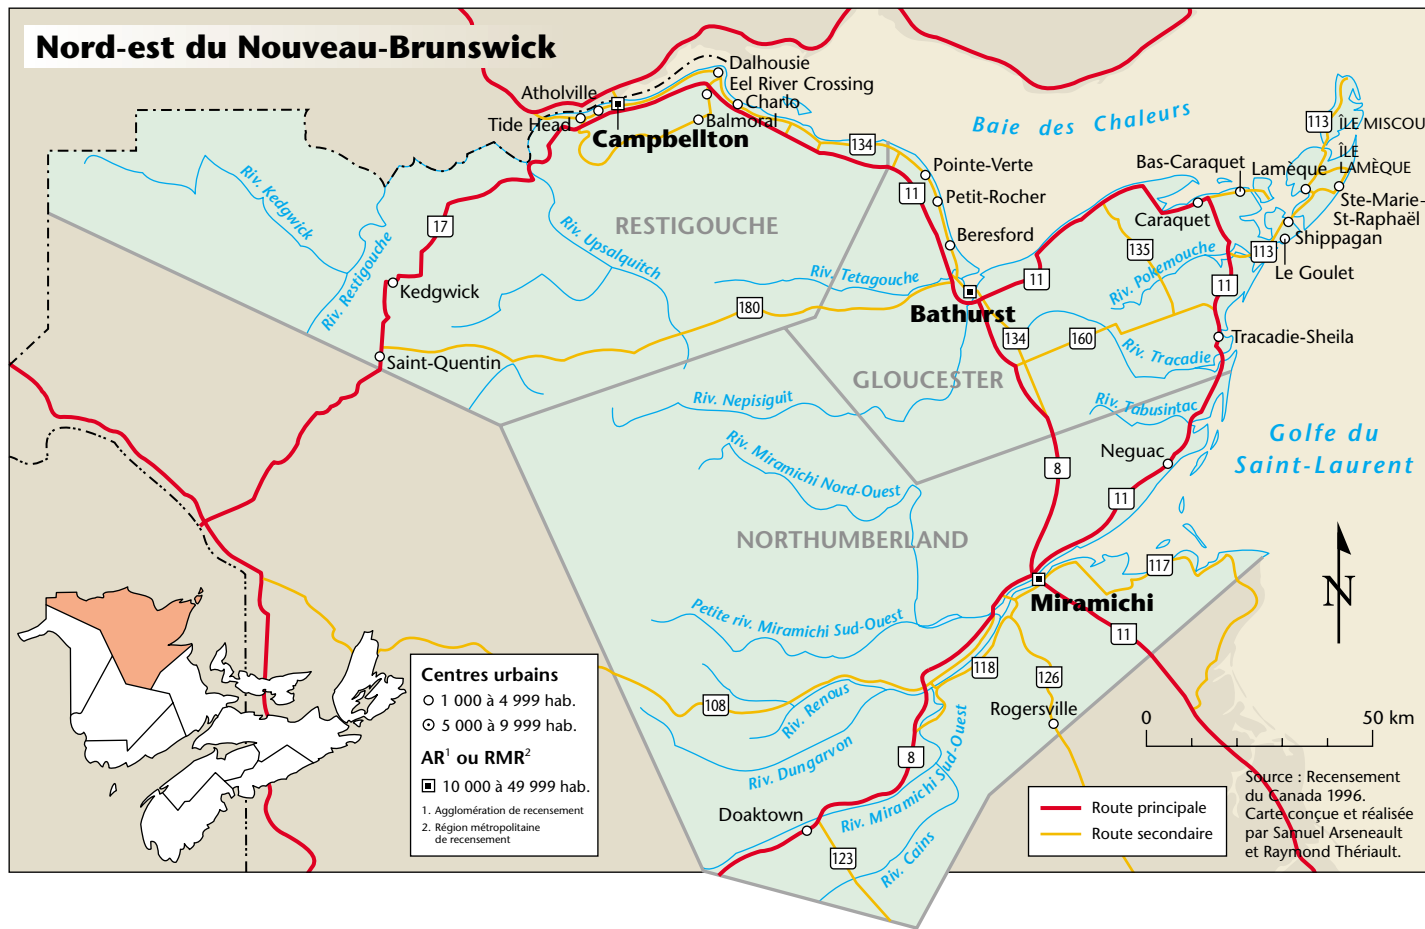 Nord-est du Nouveau-Brunswick
Dalhousie
Eel River Crossing
Charlo
Atholville
Tide Head
Balmoral
Campbellton
134
Baie des Chaleurs
113
ÎLE MISCOU
ÎLE
LAMÈQUE
Bas-Caraquet
Lamèque
Pointe-Verte
Petit-Rocher
Beresford
11
Caraquet
Ste-Marie-
St-Raphaël
Shippagan
Le Goulet
113
Riv. Kedgwick
Riv. Restigouche
17
RESTIGOUCHE
Riv. Upsalquitch
Riv. Tetagouche
135
Riv. Pokemouche
11
11
Kedgwick
180
Bathurst
134
160
Riv. Tracadie
Tracadie-Sheila
Saint-Quentin
GLOUCESTER
Riv. Nepisiguit
Riv. Tabusintac
Riv. Miramichi Nord-Ouest
Neguac
8
11
Golfe du
Saint-Laurent
NORTHUMBERLAND
117
Miramichi
N
Petite riv. Miramichi Sud-Ouest
11
118
126
Rogersville
108
Riv. Renous
Riv. Dungarvon
8
Riv. Miramichi Sud-Ouest
Doaktown
Riv. Cains
123
Centres urbains
1 000 à 4 999 hab.
5 000 à 9 999 hab.
AR1 ou RMR2
10 000 à 49 999 hab.
1. Agglomération de recensement
2. Région métropolitaine
de recensement
0 50 km
Route principale
Route secondaire
Source : Recensement
du Canada 1996.
Carte conçue et réalisée
par Samuel Arseneault
et Raymond Thériault.